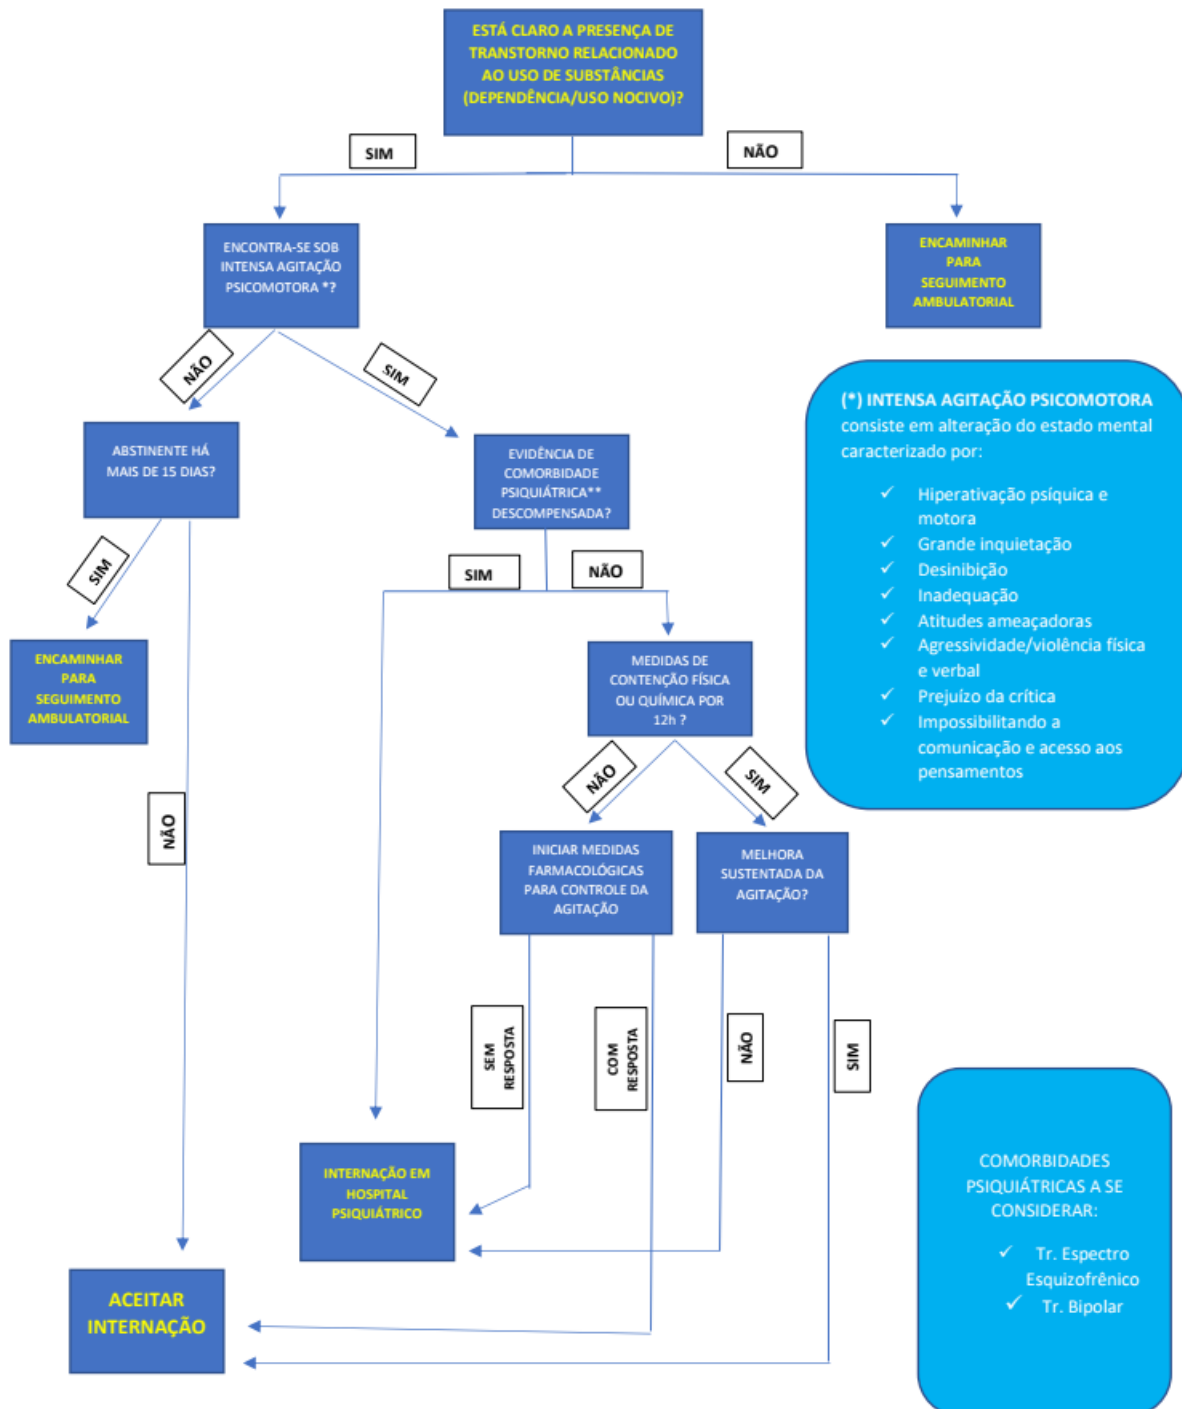 ESTÁ CLARO A PRESENÇA DE
TRANSTORNO RELACIONADO
AO USO DE SUBSTÂNCIAS
(DEPENDÊNCIA/USO NOCIVO)?
SIM
NÃO
ENCONTRA-SE SOB
INTENSA AGITAÇÃO
PSICOMOTORA *?
ENCAMINHAR
PARA
SEGUIMENTO
AMBULATORIAL
NÃO
SIM
(*) INTENSA AGITAÇÃO PSICOMOTORA
consiste em alteração do estado mental
caracterizado por:
✓ Hiperativação psíquica e
motora
✓ Grande inquietação
✓ Desinibição
✓ Inadequação
✓ Atitudes ameaçadoras
✓ Agressividade/violência física
e verbal
✓ Prejuízo da crítica
✓ Impossibilitando a
comunicação e acesso aos
pensamentos
ABSTINENTE HÁ
MAIS DE 15 DIAS?
EVIDÊNCIA DE
COMORBIDADE
PSIQUIÁTRICA**
DESCOMPENSADA?
SIM
SIM
NÃO
ENCAMINHAR
PARA
SEGUIMENTO
AMBULATORIAL
MEDIDAS DE
CONTENÇÃO FÍSICA
OU QUÍMICA POR
12h ?
NÃO
NÃO
SIM
INICIAR MEDIDAS
FARMACOLÓGICAS
PARA CONTROLE DA
AGITAÇÃO
MELHORA
SUSTENTADA DA
AGITAÇÃO?
SEM
RESPOSTA
COM
RESPOSTA
NÃO
SIM
INTERNAÇÃO EM
HOSPITAL
PSIQUIÁTRICO
COMORBIDADES
PSIQUIÁTRICAS A SE
CONSIDERAR:
✓ Tr. Espectro
Esquizofrênico
✓ Tr. Bipolar
ACEITAR
INTERNAÇÃO